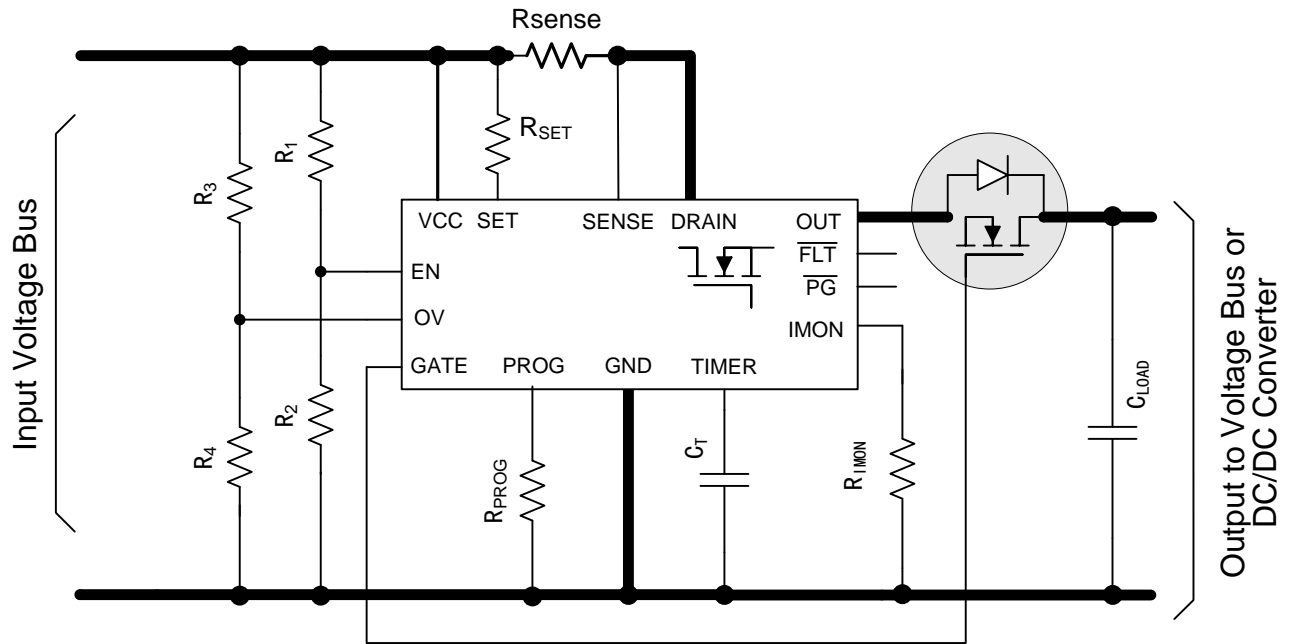 Rsense
RSET
R1
R3
Input Voltage Bus
VCC SET SENSE DRAIN OUT
FLT
EN
PG
OV
IMON
GATE PROG GND TIMER
R2
R4
RPROG
CT
RIMON
CLOAD
Output to Voltage Bus or
DC/DC Converter